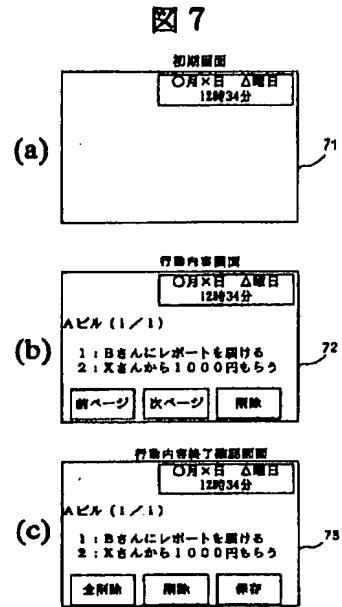 図7
初期画面
(a)
○月×日 △曜日
12時34分
71
行動内容画面
(b)
○月×日 △曜日
12時34分
Aビル (1/1)
1:Bさんにレポートを届ける
2:Xさんから1000円もらう
前ページ 次ページ 削除
72
行動内容終了確認画面
(c)
○月×日 △曜日
12時34分
Aビル (1/1)
1:Bさんにレポートを届ける
2:Xさんから1000円もらう
全削除 削除 保存
73